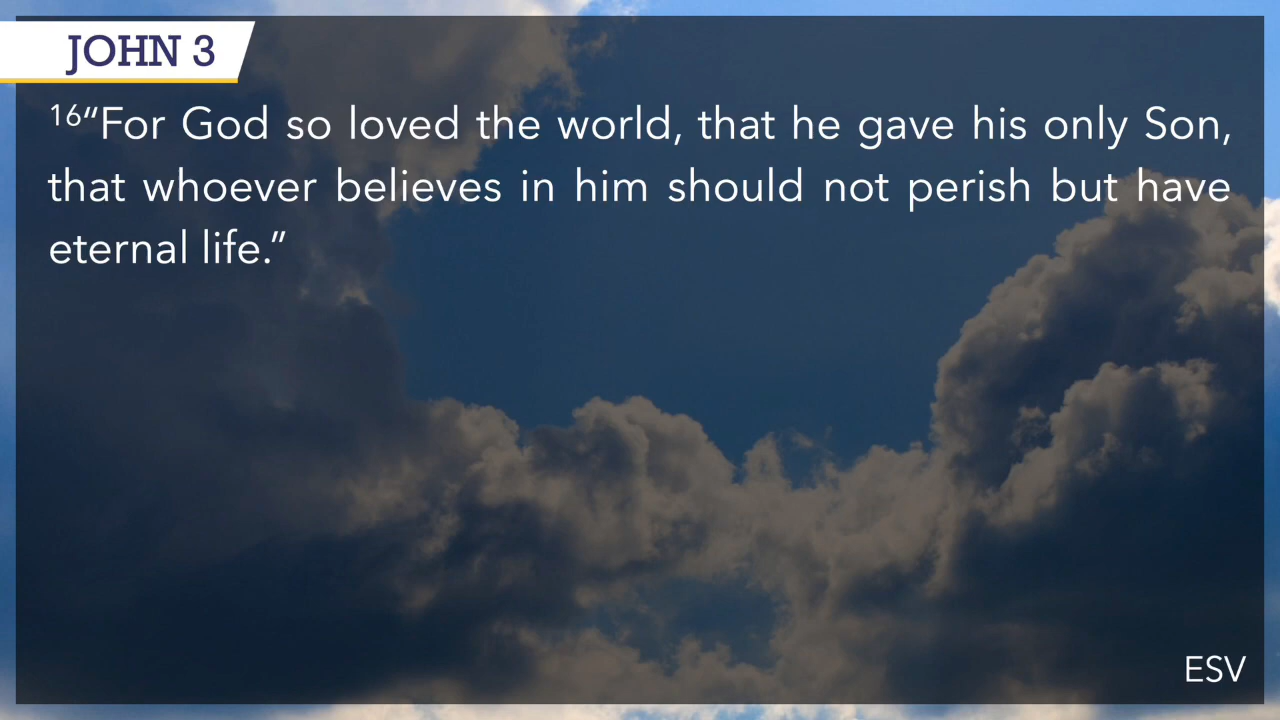 JOHN 3
16“For God so loved the world, that he gave his only Son,
that whoever believes in him should not perish but have
eternal life.”
ESV